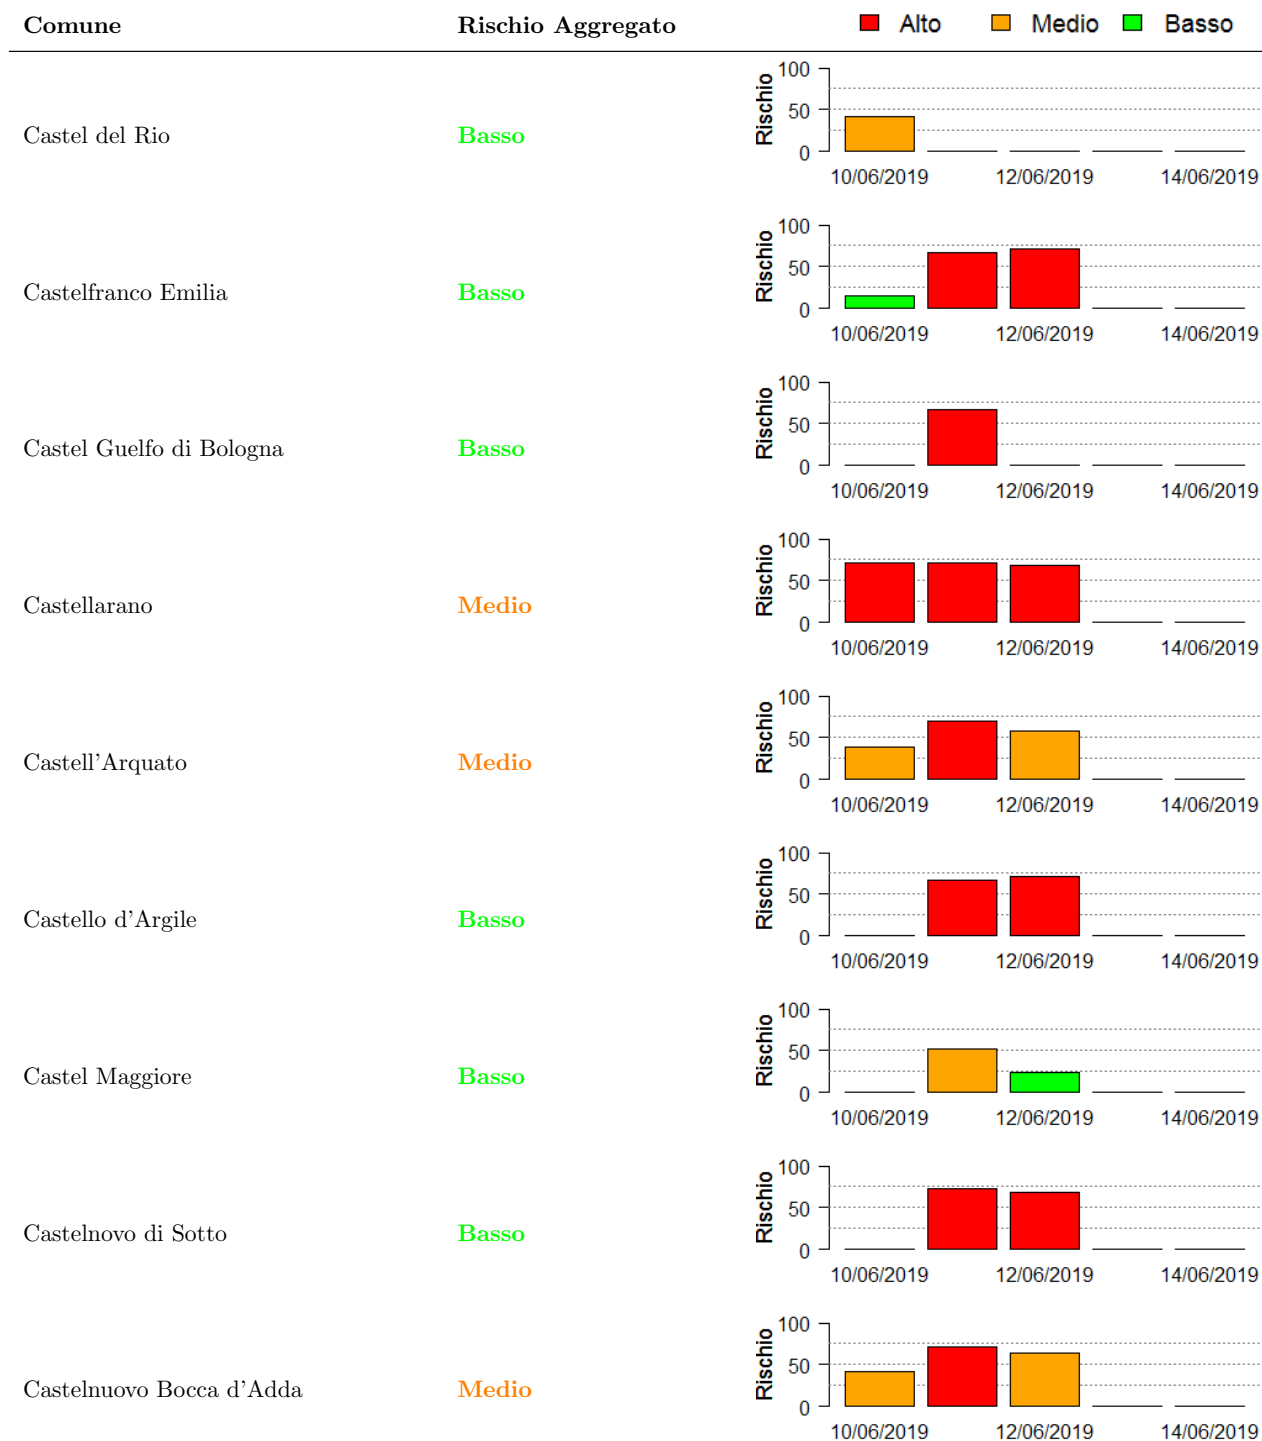 Comune Rischio Aggregato Alto Medio Basso
Castel del Rio Basso
Rischio
100
50
0
10/06/2019 12/06/2019 14/06/2019
Castelfranco Emilia Basso
Rischio
100
50
0
10/06/2019 12/06/2019 14/06/2019
Castel Guelfo di Bologna Basso
Rischio
100
50
0
10/06/2019 12/06/2019 14/06/2019
Castellarano Medio
Rischio
100
50
0
10/06/2019 12/06/2019 14/06/2019
Castell'Arquato Medio
Rischio
100
50
0
10/06/2019 12/06/2019 14/06/2019
Castello d'Argile Basso
Rischio
100
50
0
10/06/2019 12/06/2019 14/06/2019
Castel Maggiore Basso
Rischio
100
50
0
10/06/2019 12/06/2019 14/06/2019
Castelnovo di Sotto Basso
Rischio
100
50
0
10/06/2019 12/06/2019 14/06/2019
Castelnuovo Bocca d'Adda Medio
Rischio
100
50
0
10/06/2019 12/06/2019 14/06/2019